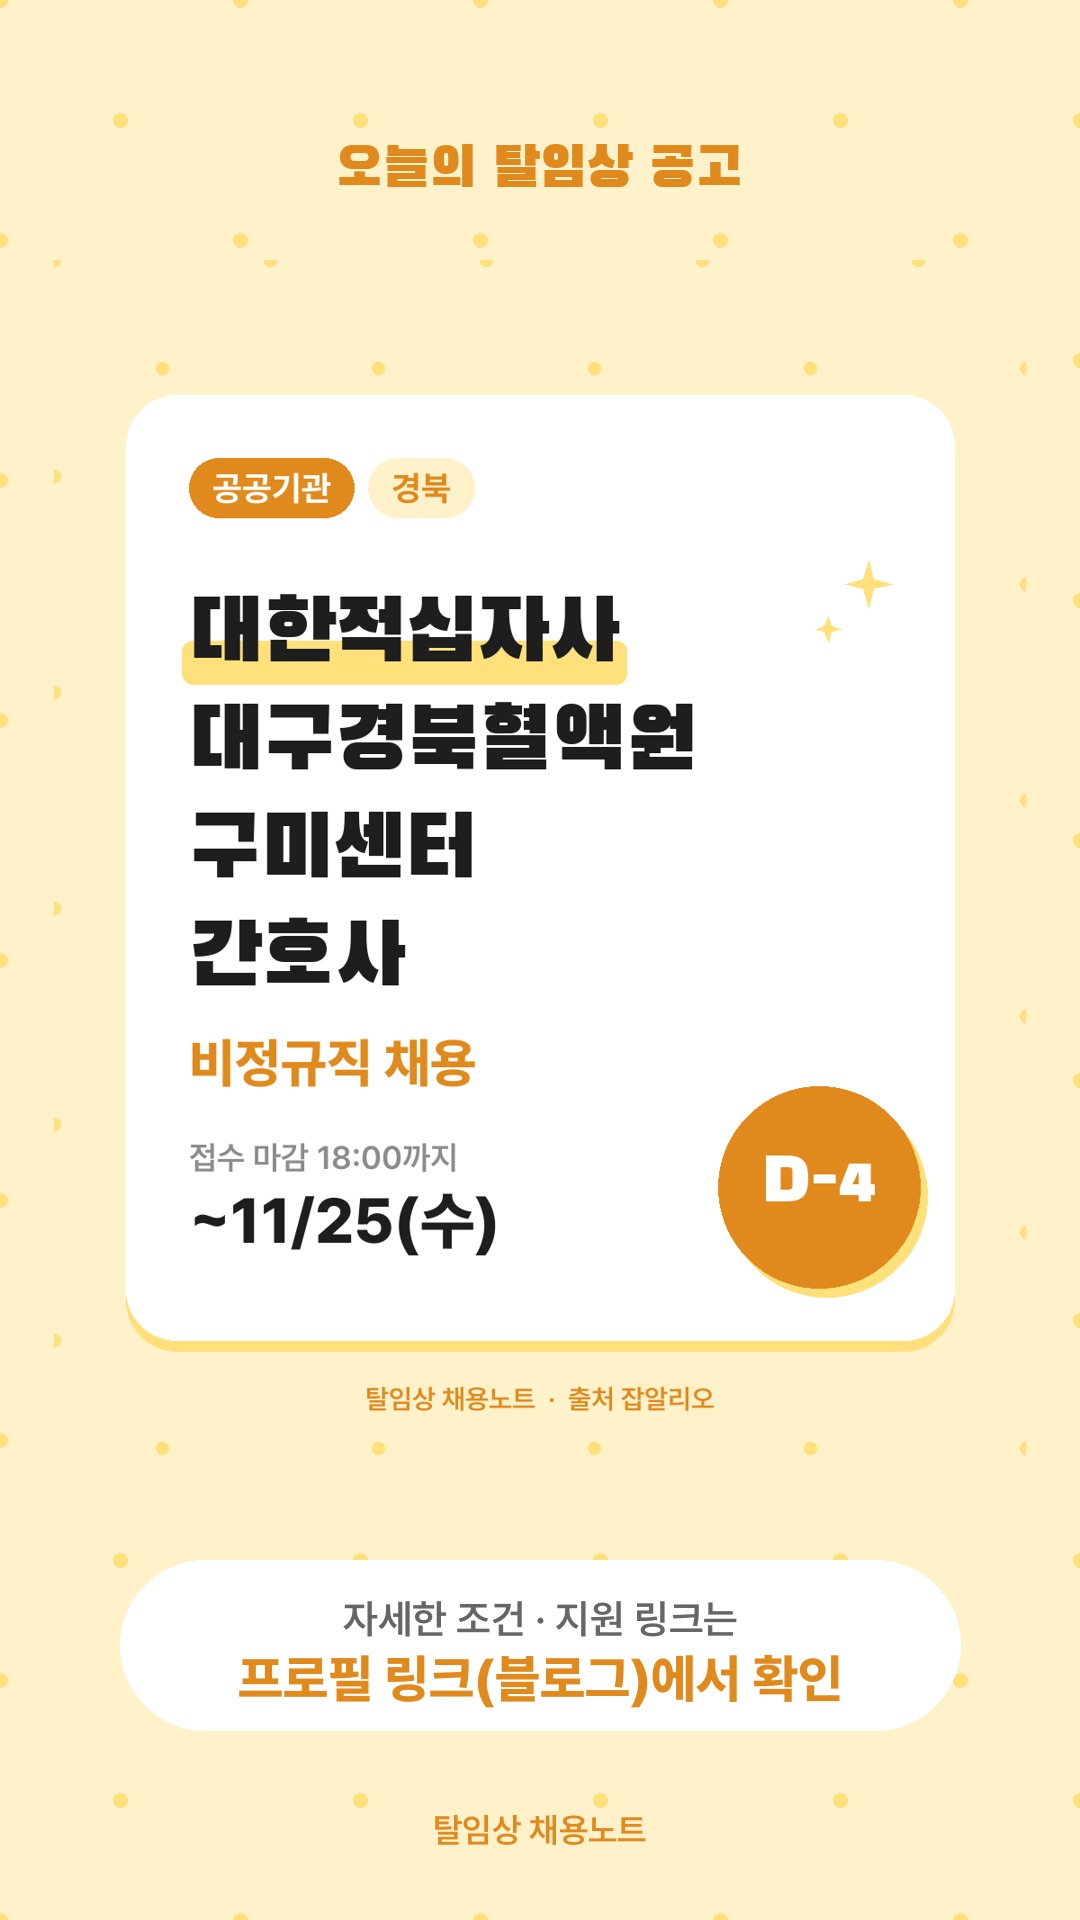 오늘의 탈임상 공고
공공기관 경북
대한적십자사
대구경북혈액원
구미센터
간호사
비정규직 채용
접수 마감 18:00까지
~11/25(수)
D-4
탈임상 채용노트 · 출처 잡알리오
자세한 조건 · 지원 링크는
프로필 링크(블로그)에서 확인
탈임상 채용노트